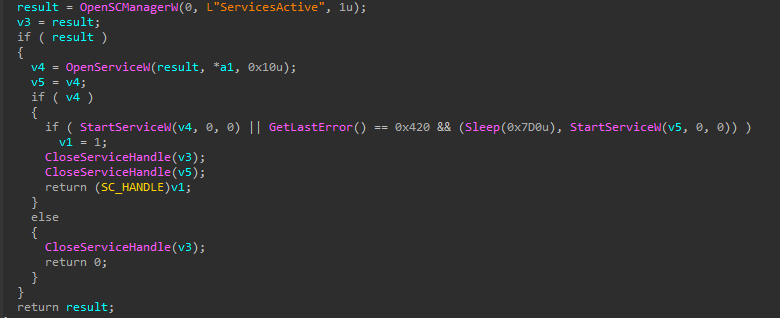 result = OpenSCManagerW(0, L"ServicesActive", 1u);
v3 = result;
if ( result )
{
v4 = OpenServiceW(result, *a1, 0x10u);
v5 = v4;
if ( v4 )
{
if ( StartServiceW(v4, 0, 0) || GetLastError() == 0x420 && (Sleep(0x7D0u), StartServiceW(v5, 0, 0)) )
v1 = 1;
CloseServiceHandle(v3);
CloseServiceHandle(v5);
return (SC_HANDLE)v1;
}
else
{
CloseServiceHandle(v3);
return 0;
}
}
return result;